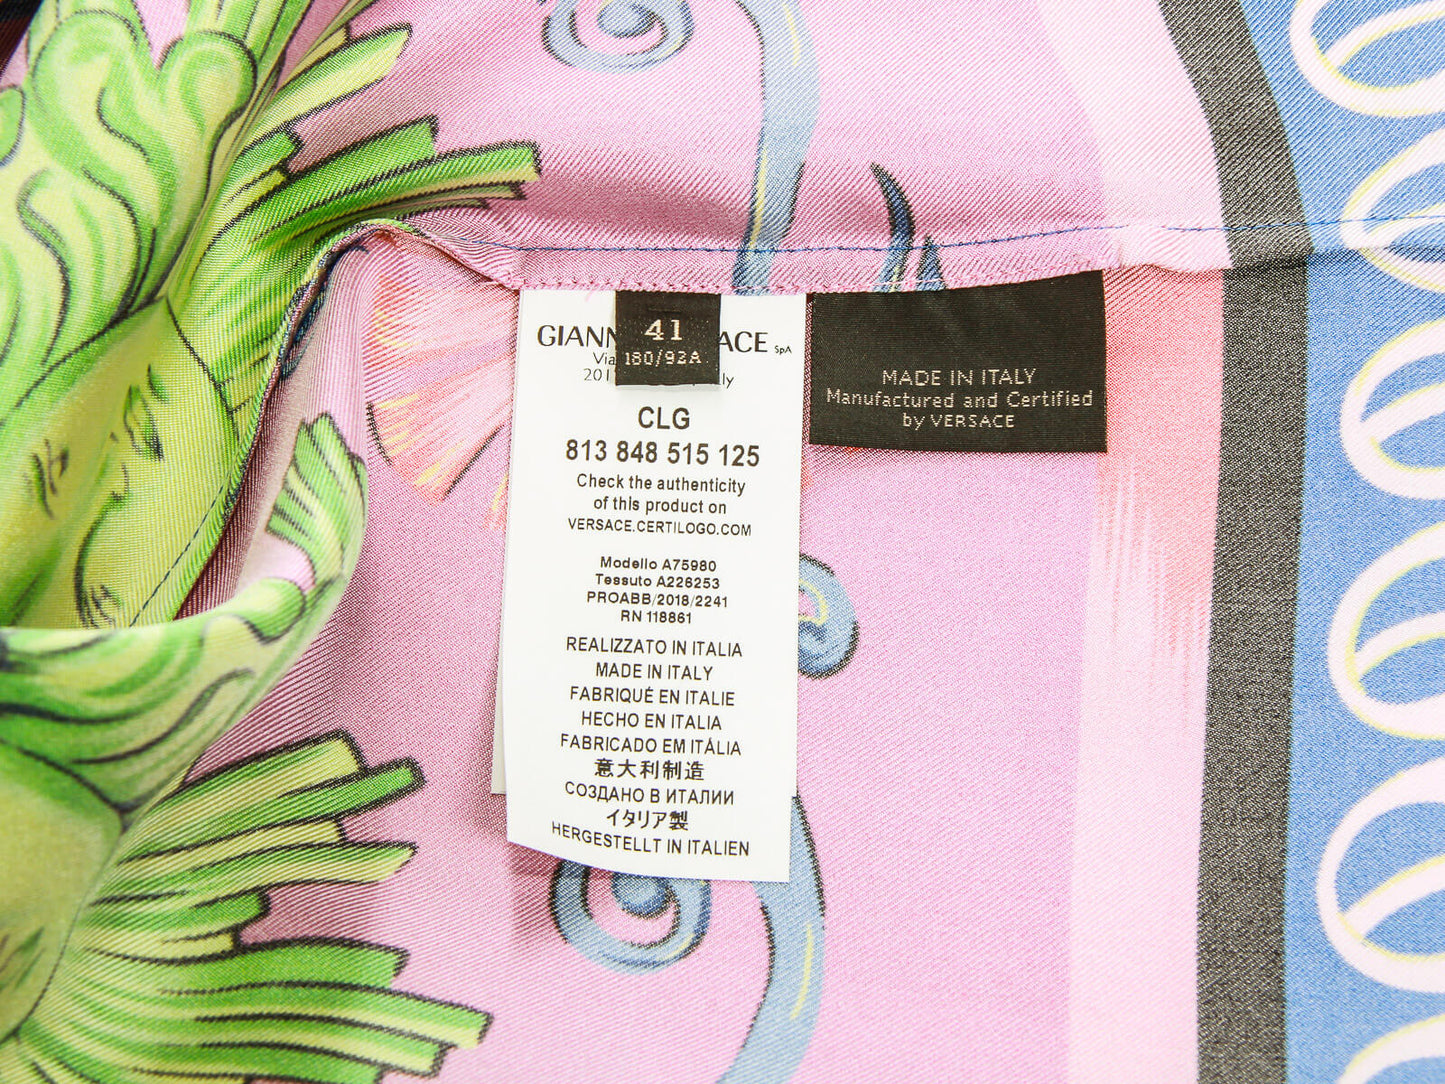 41
180/93A
GIANN ACE SpA
Via
201 ly
CLG
813 848 515 125
Check the authenticity
of this product on
VERSACE.CERTILOGO.COM
Modello A75980
Tessuto A226253
PROABB/2018/2241
RN 118861
REALIZZATO IN ITALIA
MADE IN ITALY
FABRIQUÉ EN ITALIE
HECHO EN ITALIA
FABRICADO EM ITÁLIA
意大利制造
СОЗДАНО В ИТАЛИИ
イタリア製
HERGESTELLT IN ITALIEN
MADE IN ITALY
Manufactured and Certified
by VERSACE